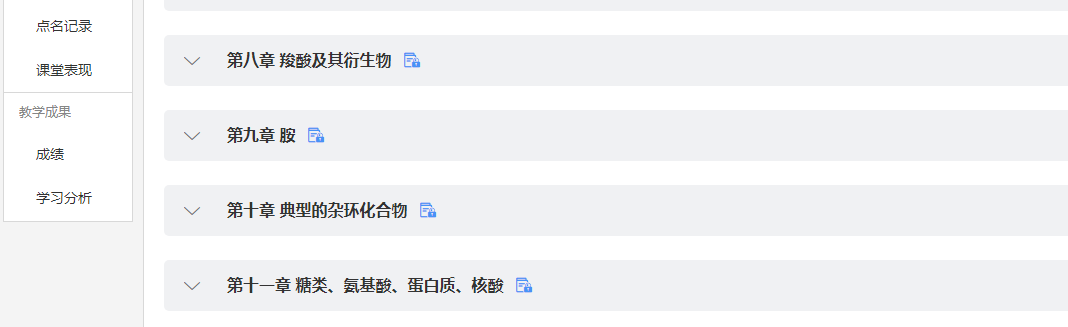 点名记录
课堂表现
教学成果
成绩
学习分析
第八章 羧酸及其衍生物
第九章 胺
第十章 典型的杂环化合物
第十一章 糖类、氨基酸、蛋白质、核酸